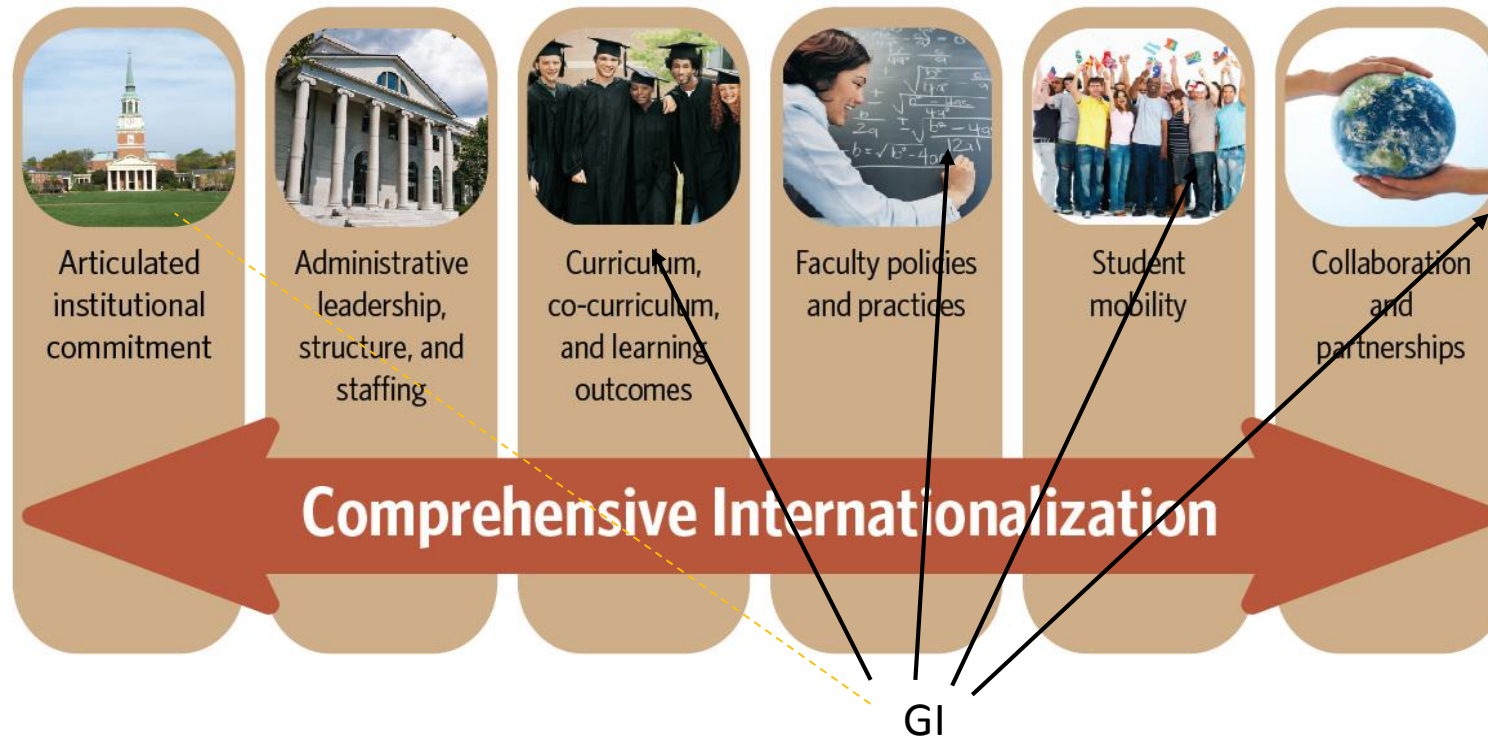 Articulated
institutional
commitment
Administrative
leadership,
structure, and
staffing
Curriculum,
co-curriculum,
and learning
outcomes
Faculty policies
and practices
Student
mobility
Collaboration
and
partnerships
Comprehensive Internationalization
GI